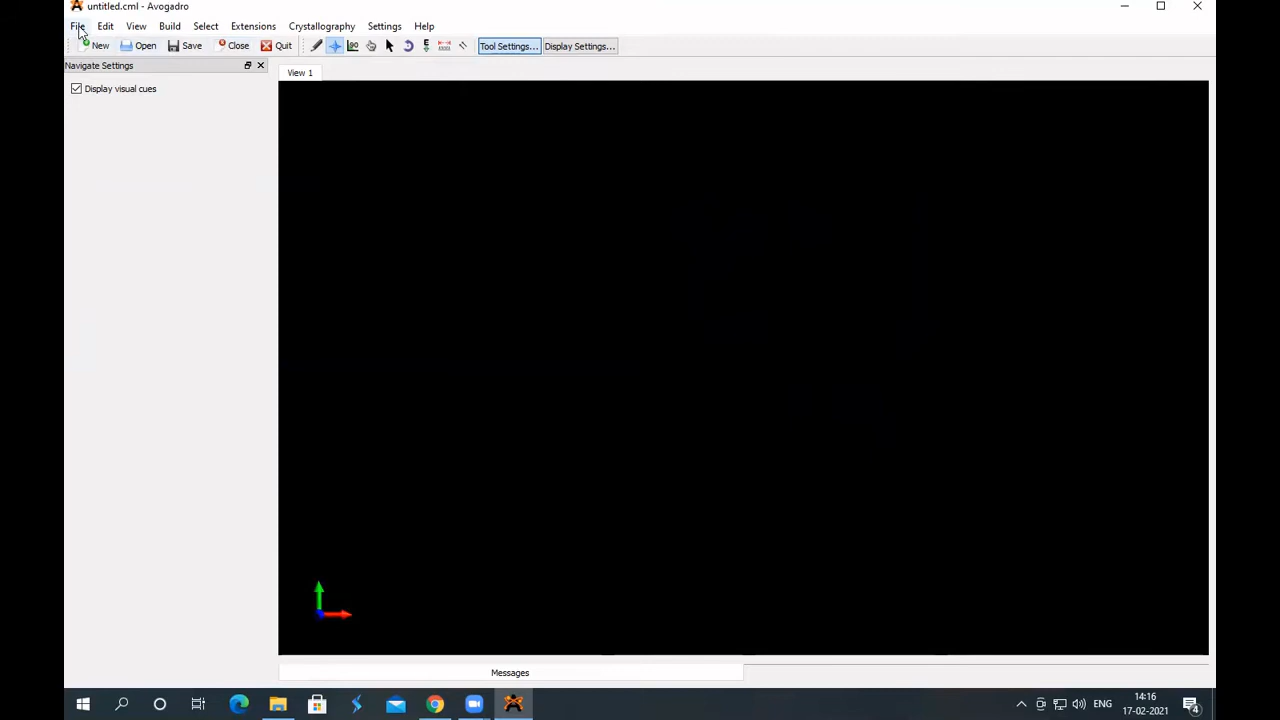 untitled.cml - Avogadro
File Edit View Build Select Extensions Crystallography Settings Help
New Open Save Close Quit Tool Settings... Display Settings...
Navigate Settings
View 1
Display visual cues
Messages
ENG
14:16
17-02-2021
4